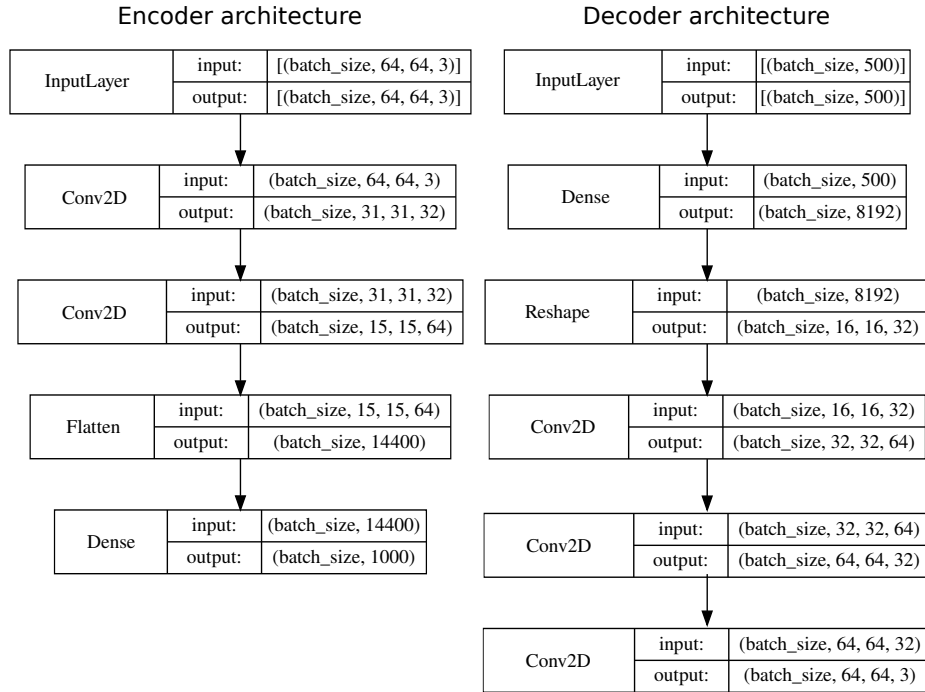 Encoder architecture
InputLayer
input: [(batch_size, 64, 64, 3)]
output: [(batch_size, 64, 64, 3)]
Conv2D
input: (batch_size, 64, 64, 3)
output: (batch_size, 31, 31, 32)
Conv2D
input: (batch_size, 31, 31, 32)
output: (batch_size, 15, 15, 64)
Flatten
input: (batch_size, 15, 15, 64)
output: (batch_size, 14400)
Dense
input: (batch_size, 14400)
output: (batch_size, 1000)
Decoder architecture
InputLayer
input: [(batch_size, 500)]
output: [(batch_size, 500)]
Dense
input: (batch_size, 500)
output: (batch_size, 8192)
Reshape
input: (batch_size, 8192)
output: (batch_size, 16, 16, 32)
Conv2D
input: (batch_size, 16, 16, 32)
output: (batch_size, 32, 32, 64)
Conv2D
input: (batch_size, 32, 32, 64)
output: (batch_size, 64, 64, 32)
Conv2D
input: (batch_size, 64, 64, 32)
output: (batch_size, 64, 64, 3)